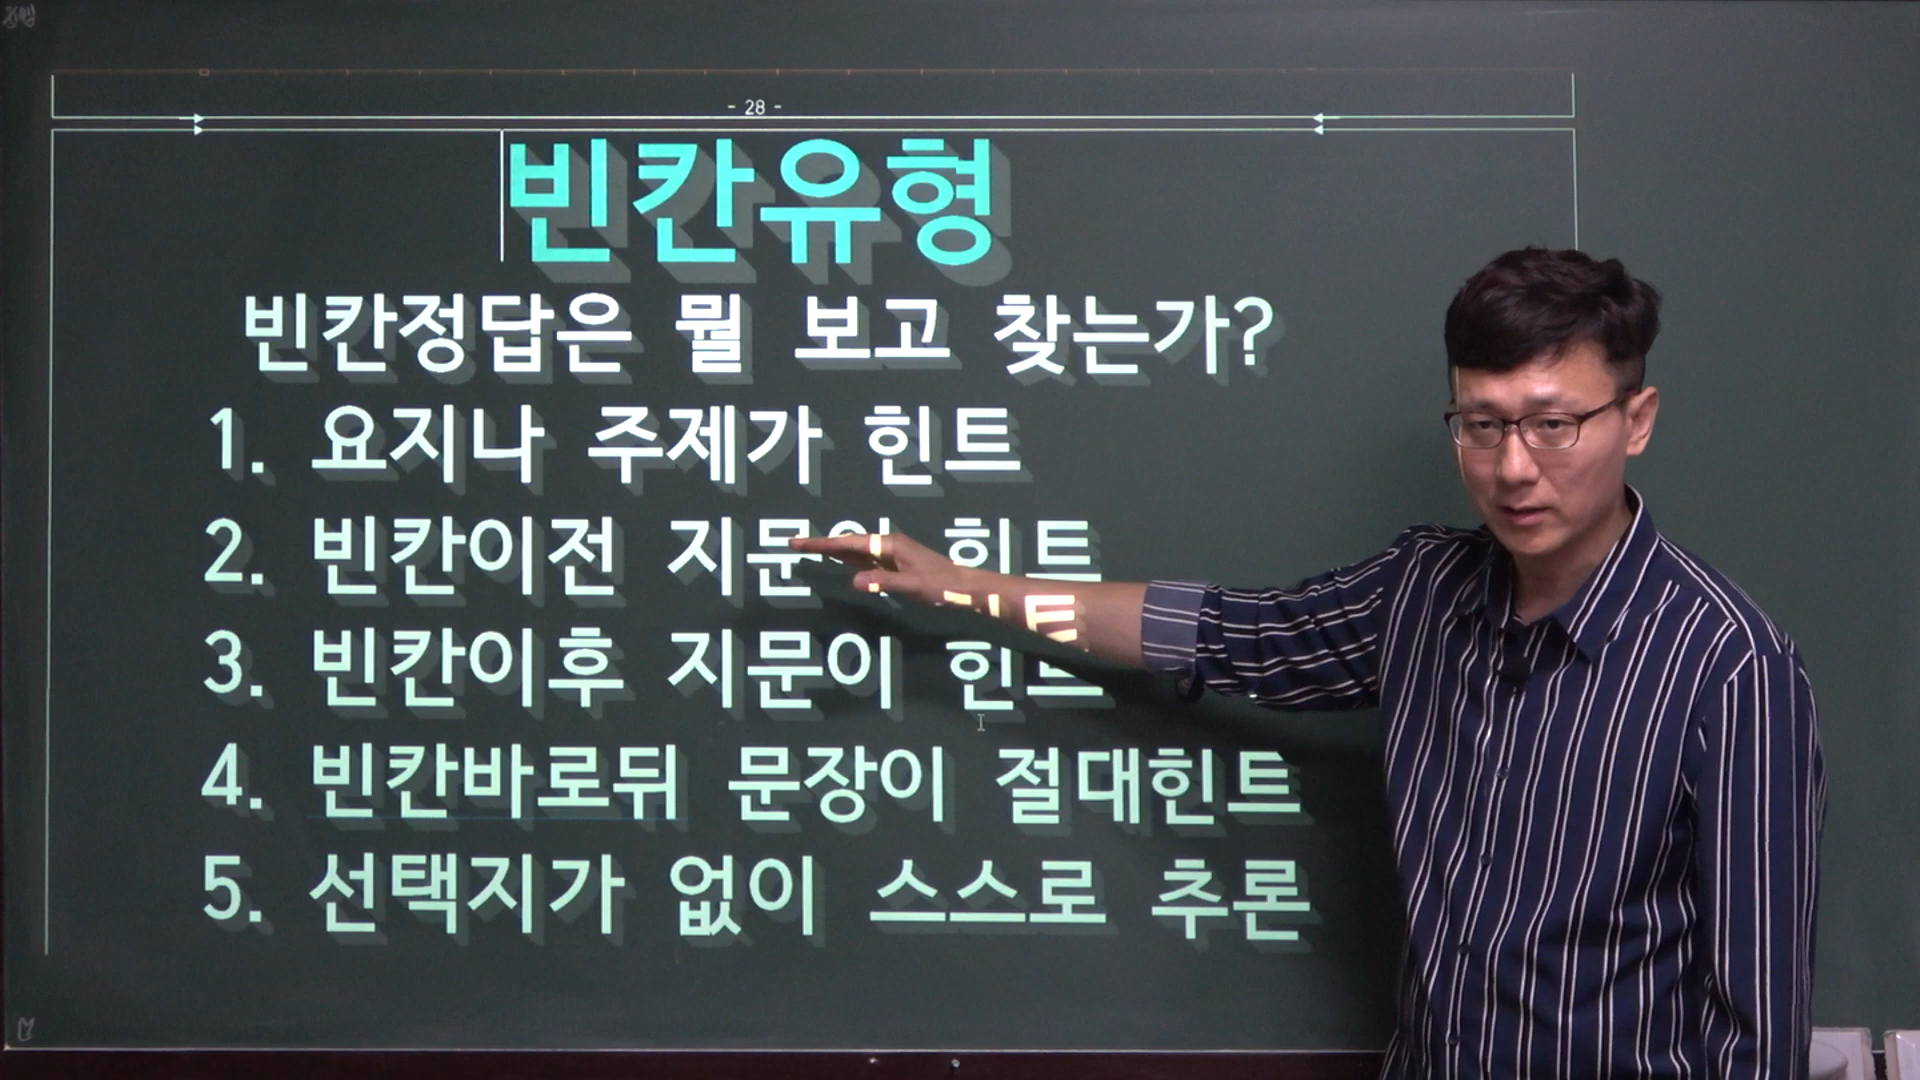 - 28 -
빈칸유형
빈칸정답은 뭘 보고 찾는가?
1. 요지나 주제가 힌트
2. 빈칸이전 지문이 힌트
3. 빈칸이후 지문이 힌트
4. 빈칸바로뒤 문장이 절대힌트
5. 선택지가 없이 스스로 추론